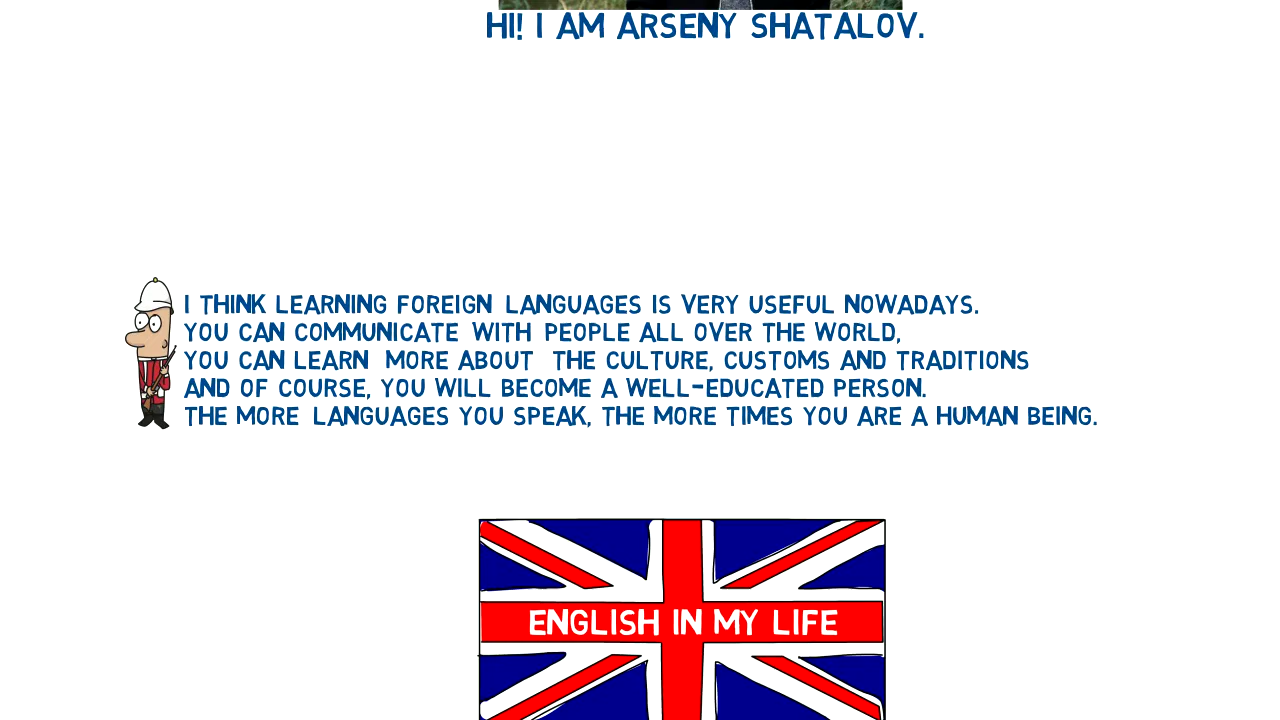 HI! I AM ARSENY SHATALOV.
I THINK LEARNING FOREIGN LANGUAGES IS VERY USEFUL NOWADAYS.
YOU CAN COMMUNICATE WITH PEOPLE ALL OVER THE WORLD,
YOU CAN LEARN MORE ABOUT THE CULTURE, CUSTOMS AND TRADITIONS
AND OF COURSE, YOU WILL BECOME A WELL-EDUCATED PERSON.
THE MORE LANGUAGES YOU SPEAK, THE MORE TIMES YOU ARE A HUMAN BEING.
ENGLISH IN MY LIFE